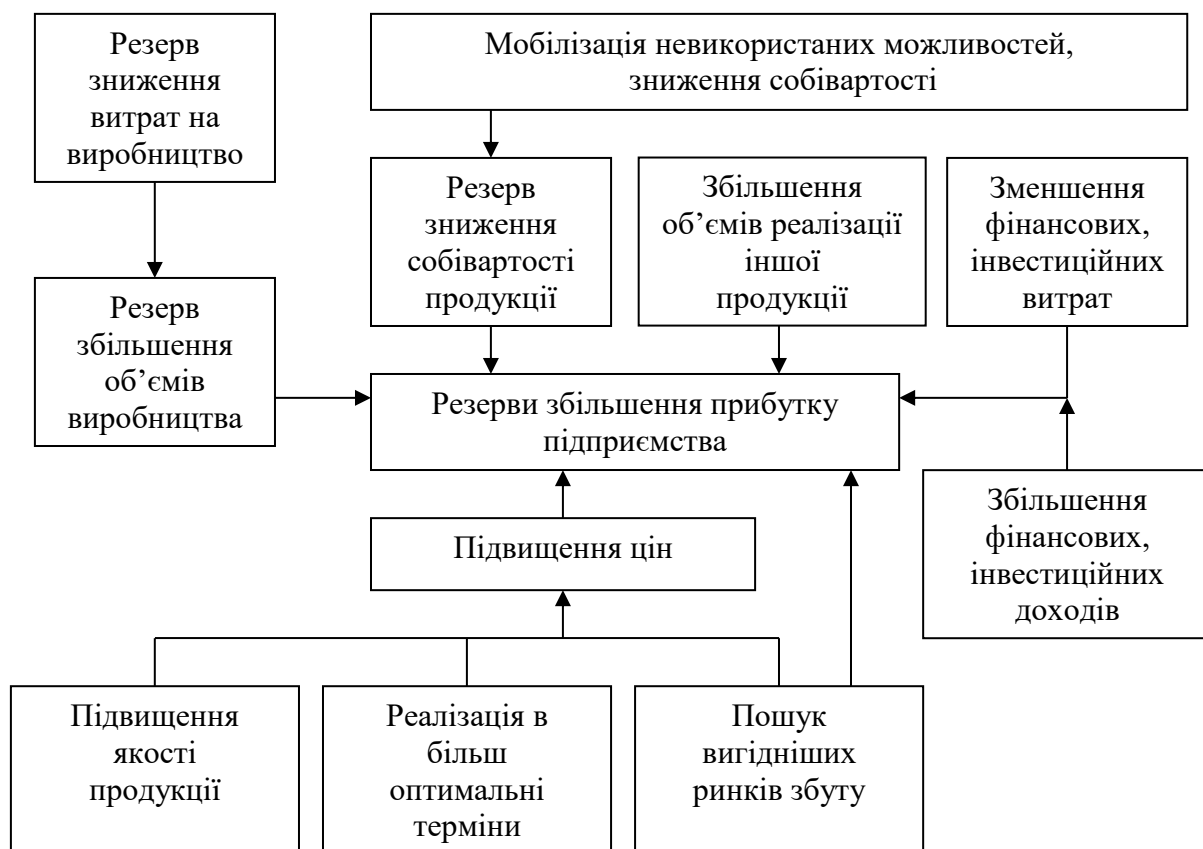 Резерв
зниження
витрат на
виробництво
Мобілізація невикористаних можливостей,
зниження собівартості
Резерв
зниження
собівартості
продукції
Збільшення
об’ємів реалізації
іншої
продукції
Зменшення
фінансових,
інвестиційних
витрат
Резерв
збільшення
об’ємів
виробництва
Резерви збільшення прибутку
підприємства
Підвищення цін
Збільшення
фінансових,
інвестиційних
доходів
Підвищення
якості
продукції
Реалізація в
більш
оптимальні
терміни
Пошук
вигідніших
ринків збуту